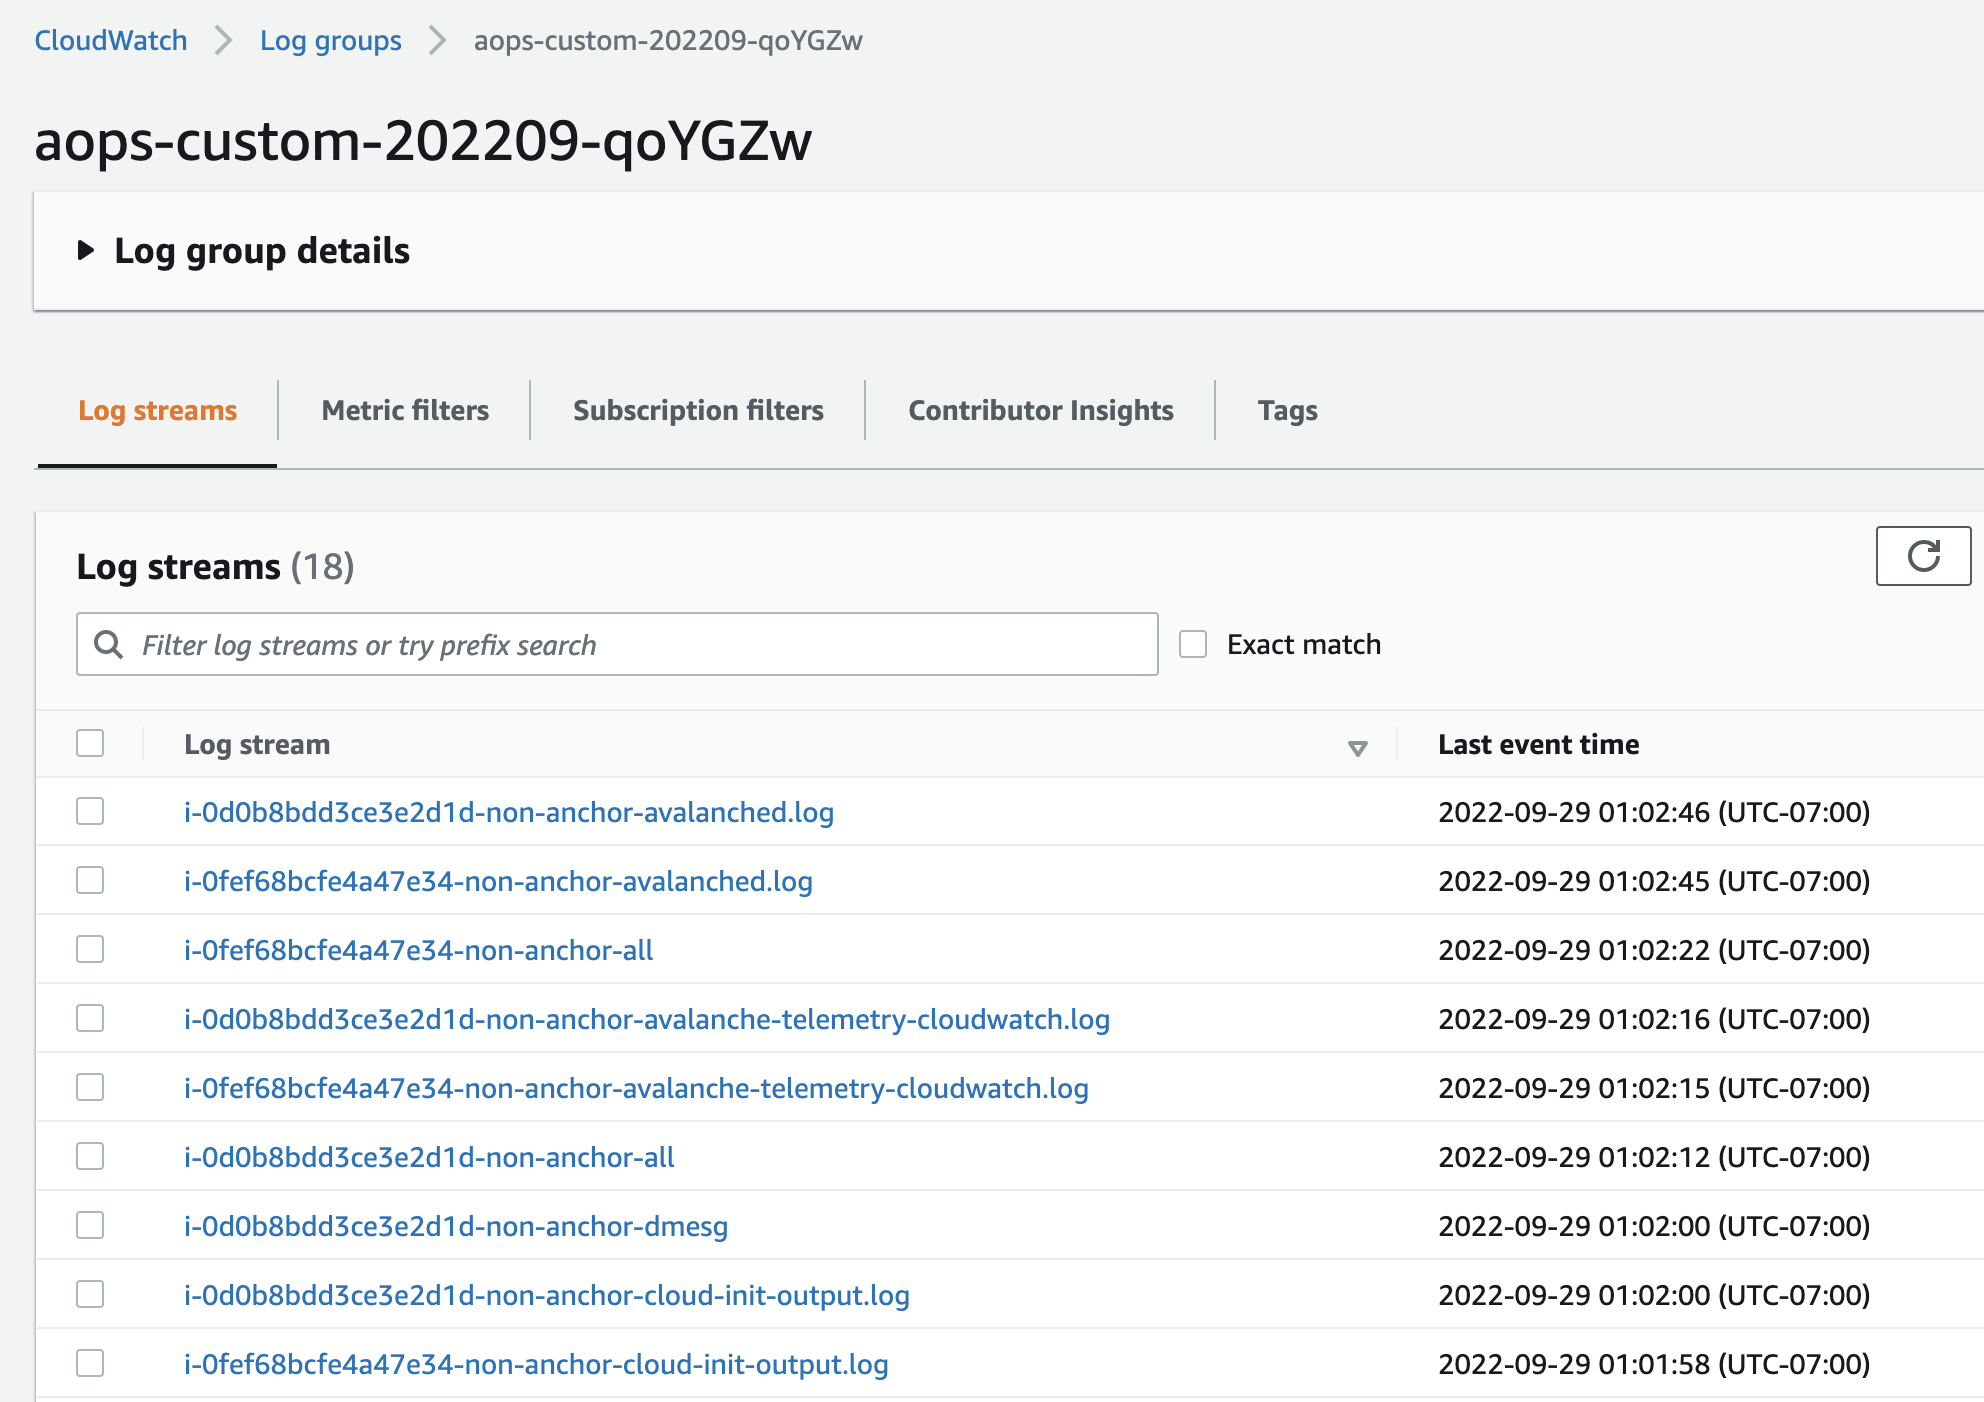 CloudWatch > Log groups > aops-custom-202209-qoYGZw
aops-custom-202209-qoYGZw
Log group details
Log streams Metric filters Subscription filters Contributor Insights Tags
Log streams (18)
Filter log streams or try prefix search Exact match
Log stream Last event time
i-0d0b8bdd3ce3e2d1d-non-anchor-avalanched.log 2022-09-29 01:02:46 (UTC-07:00)
i-0fef68bcfe4a47e34-non-anchor-avalanched.log 2022-09-29 01:02:45 (UTC-07:00)
i-0fef68bcfe4a47e34-non-anchor-all 2022-09-29 01:02:22 (UTC-07:00)
i-0d0b8bdd3ce3e2d1d-non-anchor-avalanche-telemetry-cloudwatch.log 2022-09-29 01:02:16 (UTC-07:00)
i-0fef68bcfe4a47e34-non-anchor-avalanche-telemetry-cloudwatch.log 2022-09-29 01:02:15 (UTC-07:00)
i-0d0b8bdd3ce3e2d1d-non-anchor-all 2022-09-29 01:02:12 (UTC-07:00)
i-0d0b8bdd3ce3e2d1d-non-anchor-dmesg 2022-09-29 01:02:00 (UTC-07:00)
i-0d0b8bdd3ce3e2d1d-non-anchor-cloud-init-output.log 2022-09-29 01:02:00 (UTC-07:00)
i-0fef68bcfe4a47e34-non-anchor-cloud-init-output.log 2022-09-29 01:01:58 (UTC-07:00)